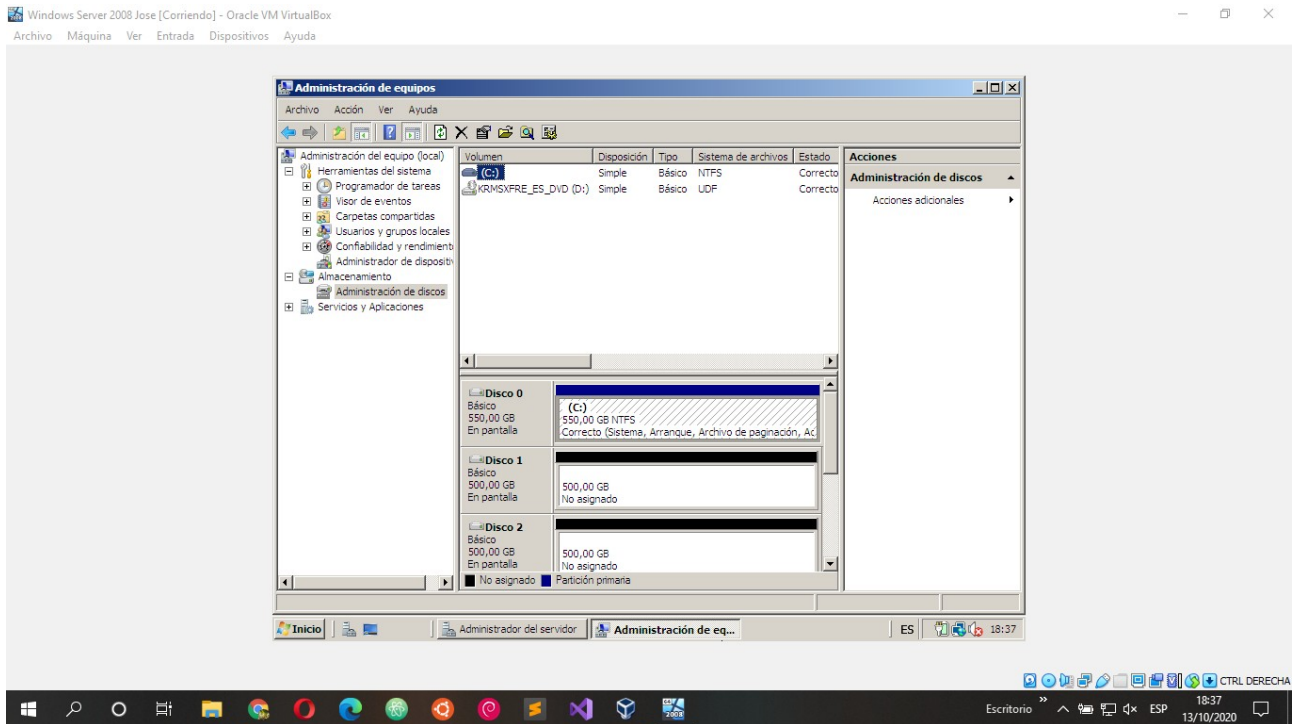 Windows Server 2008 Jose [Corriendo] - Oracle VM VirtualBox
Archivo Máquina Ver Entrada Dispositivos Ayuda
Administración de equipos
Archivo Acción Ver Ayuda
Administración del equipo (local)
Herramientas del sistema
Programador de tareas
Visor de eventos
Carpetas compartidas
Usuarios y grupos locales
Confiabilidad y rendimient
Administrador de dispositiv
Almacenamiento
Administración de discos
Servicios y Aplicaciones
Volumen Disposición Tipo Sistema de archivos Estado
(C:) Simple Básico NTFS Correcto
KRMSXFRE_ES_DVD (D:) Simple Básico UDF Correcto
Disco 0
Básico
550,00 GB
En pantalla
(C:)
550,00 GB NTFS
Correcto (Sistema, Arranque, Archivo de paginación, Ac
Disco 1
Básico
500,00 GB
En pantalla
500,00 GB
No asignado
Disco 2
Básico
500,00 GB
En pantalla
500,00 GB
No asignado
No asignado Partición primaria
Acciones
Administración de discos
Acciones adicionales
Inicio Administrador del servidor Administración de eq... ES 18:37
CTRL DERECHA
2008
Escritorio ESP 18:37
13/10/2020